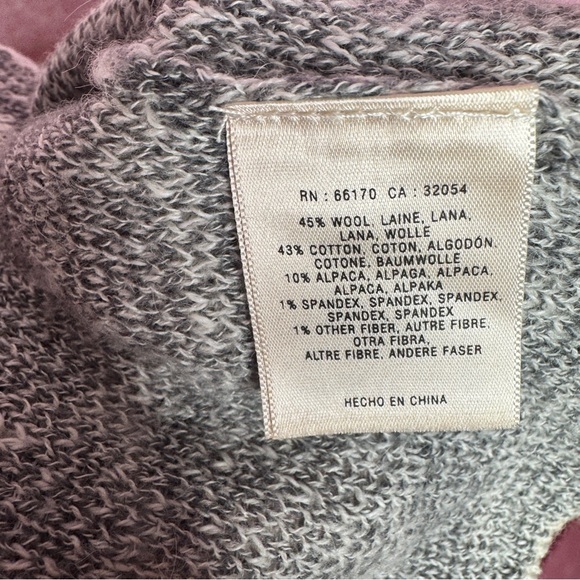 RN : 66170 CA : 32054
45% WOOL, LAINE, LANA,
LANA, WOLLE
43% COTTON, COTON, ALGODÓN,
COTONE, BAUMWOLLE
10% ALPACA, ALPAGA, ALPACA,
ALPACA, ALPAKA
1% SPANDEX, SPANDEX, SPANDEX,
SPANDEX, SPANDEX
1% OTHER FIBER, AUTRE FIBRE,
OTRA FIBRA,
ALTRE FIBRE, ANDERE FASER
HECHO EN CHINA